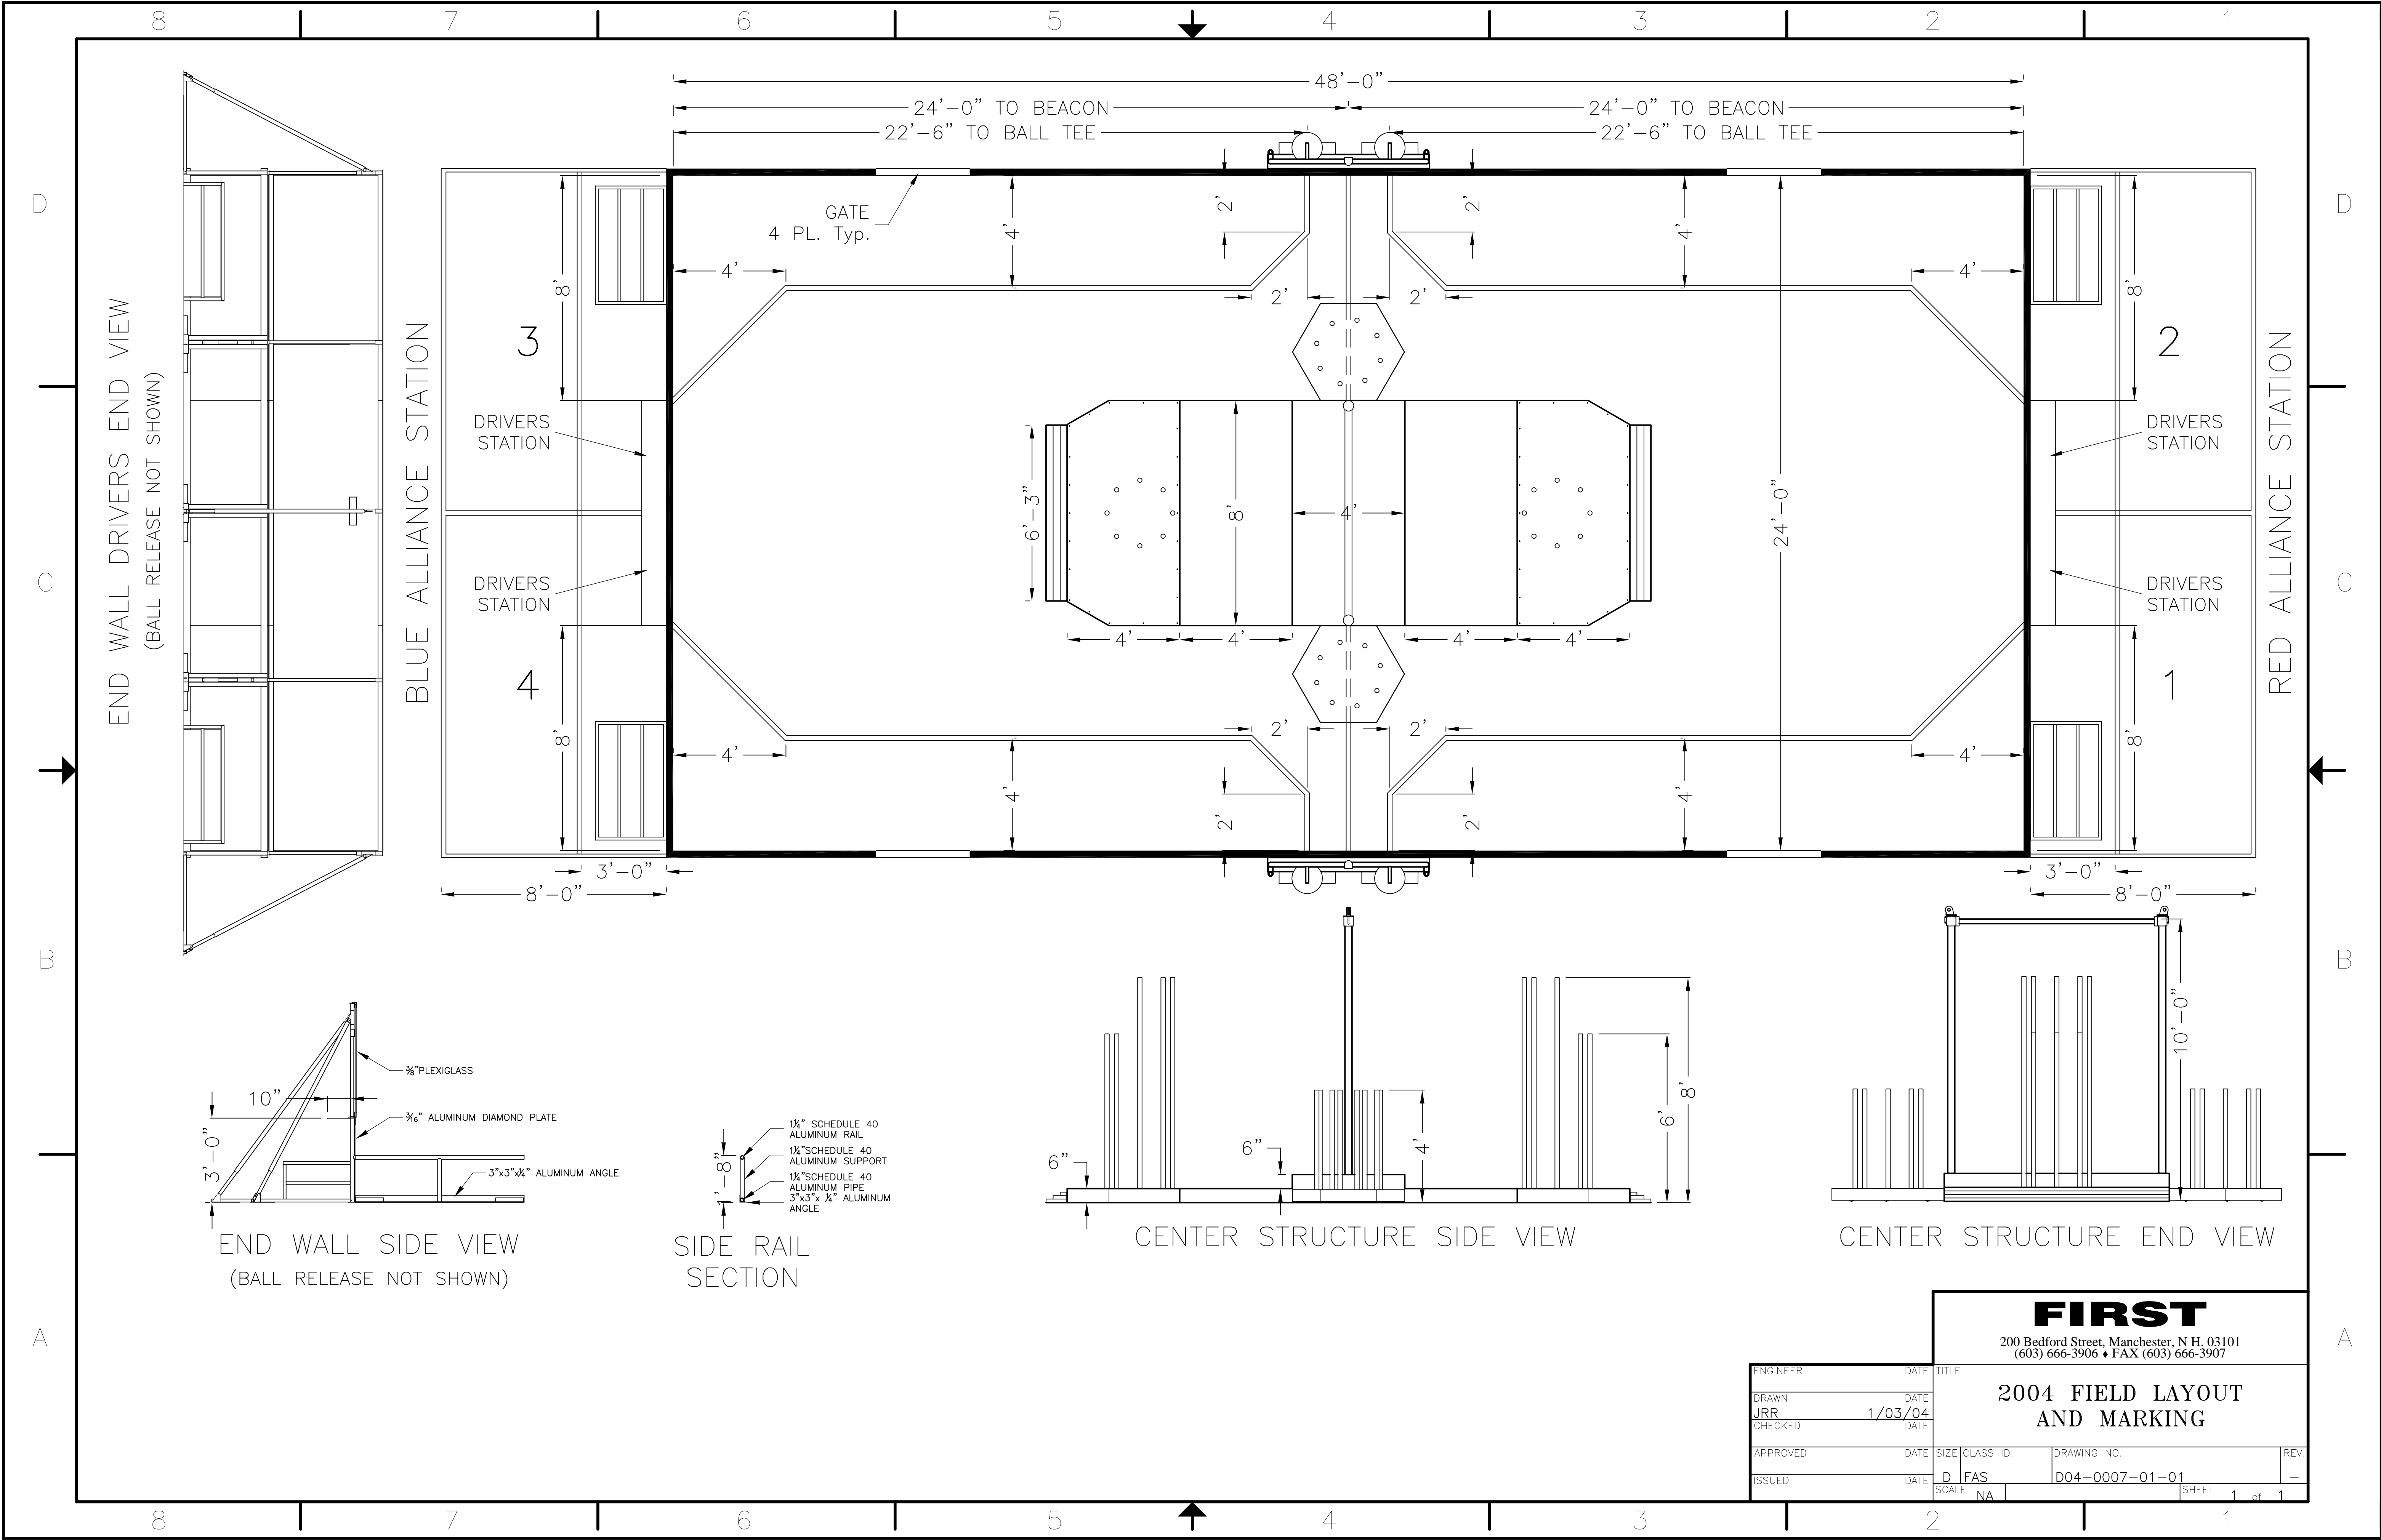 8 7 6 5 4 3 2 1
48'-0"
24'-0" TO BEACON 24'-0" TO BEACON
22'-6" TO BALL TEE 22'-6" TO BALL TEE
D D
GATE
4 PL. Typ.
2' 2'
4' 4'
4' 4'
8' 8'
2' 2'
3 2
END WALL DRIVERS END VIEW
(BALL RELEASE NOT SHOWN)
BLUE ALLIANCE STATION
RED ALLIANCE STATION
DRIVERS
STATION
DRIVERS
STATION
6'-3"
8'
4'
24'-0"
C C
DRIVERS
STATION
DRIVERS
STATION
4' 4' 4' 4'
4 1
2' 2'
8' 8'
4' 4'
4' 4'
2' 2'
3'-0" 3'-0"
8'-0" 8'-0"
B B
3/8"PLEXIGLASS
10"
3/16" ALUMINUM DIAMOND PLATE
3'-0"
3"x3"x1/4" ALUMINUM ANGLE
END WALL SIDE VIEW
(BALL RELEASE NOT SHOWN)
1 1/4" SCHEDULE 40
ALUMINUM RAIL
1 1/4"SCHEDULE 40
ALUMINUM SUPPORT
1 1/4"SCHEDULE 40
ALUMINUM PIPE
3"x3"x 1/4" ALUMINUM
ANGLE
1'-8"
SIDE RAIL
SECTION
6"
6"
4'
6'
8'
CENTER STRUCTURE SIDE VIEW
10'-0"
CENTER STRUCTURE END VIEW
A A
FIRST
200 Bedford Street, Manchester, N H. 03101
(603) 666-3906 ♦ FAX (603) 666-3907
ENGINEER DATE
DRAWN DATE
JRR 1/03/04
CHECKED DATE
APPROVED DATE
ISSUED DATE
TITLE
2004 FIELD LAYOUT
AND MARKING
SIZE CLASS ID. DRAWING NO. REV.
D FAS D04-0007-01-01 -
SCALE NA SHEET 1 of 1
8 7 6 5 4 3 2 1